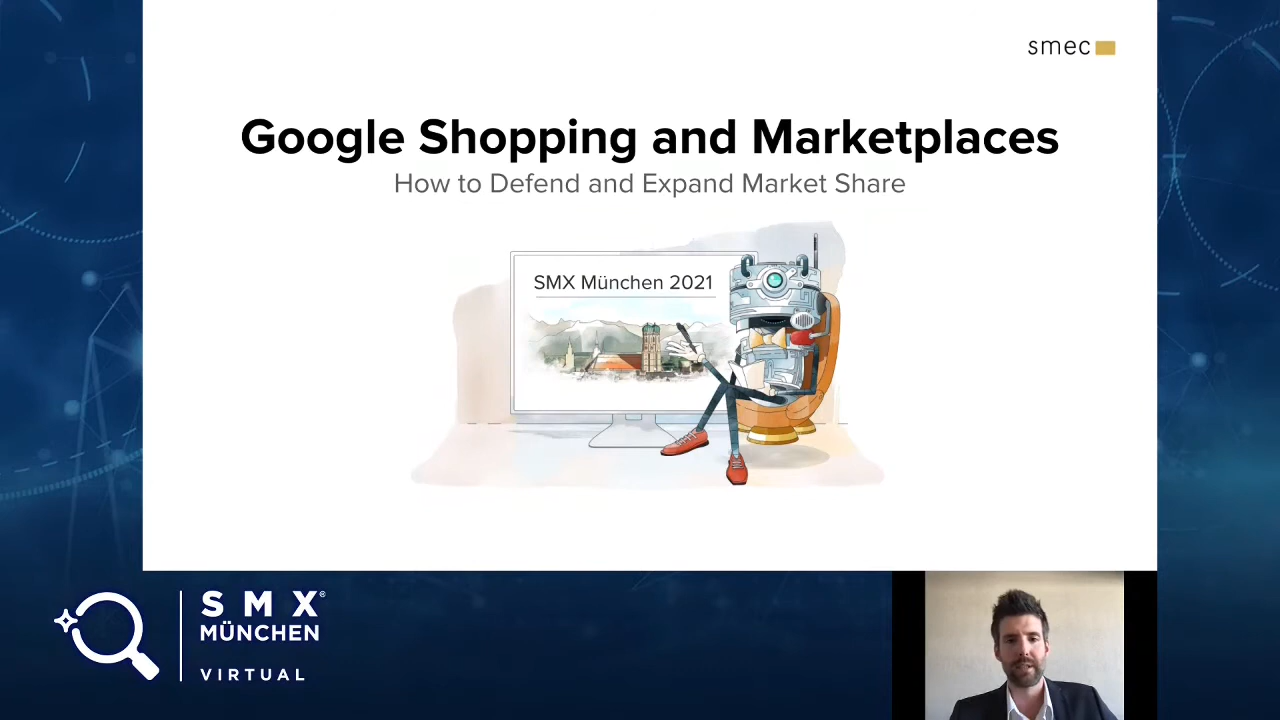 smec
Google Shopping and Marketplaces
How to Defend and Expand Market Share
SMX München 2021
SMX®
MÜNCHEN
VIRTUAL